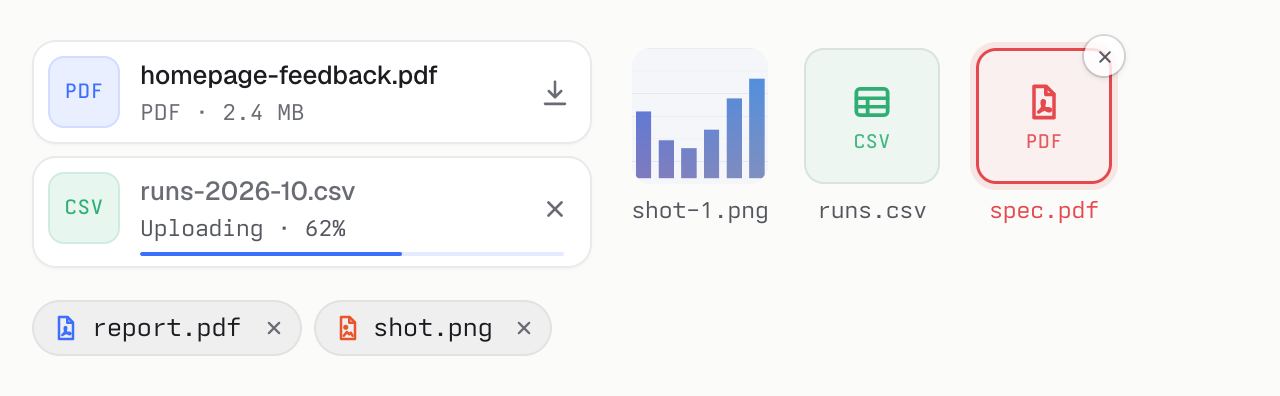 PDF
homepage-feedback.pdf
PDF · 2.4 MB
CSV
runs-2026-10.csv
Uploading · 62%
report.pdf
shot.png
shot-1.png
CSV
runs.csv
PDF
spec.pdf